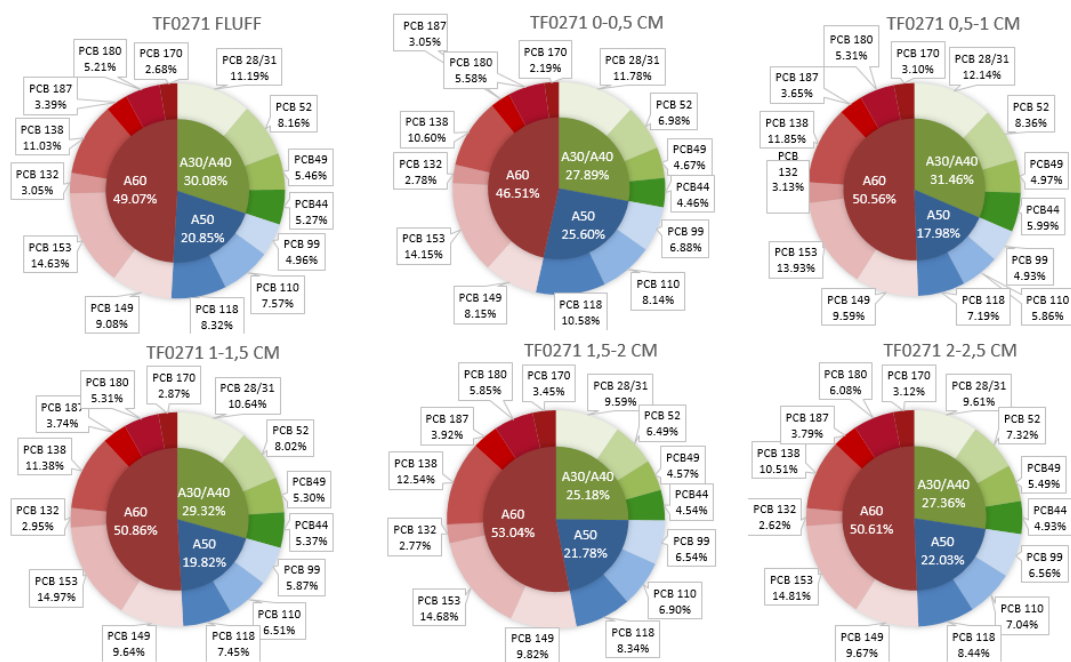 TF0271 FLUFF
PCB 180
5.21%
PCB 170
2.68%
PCB 28/31
11.19%
PCB 187
3.39%
PCB 52
8.16%
PCB 138
11.03%
PCB49
5.46%
PCB 132
3.05%
PCB44
5.27%
PCB 153
14.63%
PCB 99
4.96%
PCB 149
9.08%
PCB 118
8.32%
PCB 110
7.57%
A60
49.07%
A30/A40
30.08%
A50
20.85%
TF0271 0-0,5 CM
PCB 187
3.05%
PCB 180
5.58%
PCB 170
2.19%
PCB 28/31
11.78%
PCB 52
6.98%
PCB 138
10.60%
PCB49
4.67%
PCB 132
2.78%
PCB44
4.46%
PCB 153
14.15%
PCB 99
6.88%
PCB 149
8.15%
PCB 118
10.58%
PCB 110
8.14%
A60
46.51%
A30/A40
27.89%
A50
25.60%
TF0271 0,5-1 CM
PCB 180
5.31%
PCB 170
3.10%
PCB 28/31
12.14%
PCB 187
3.65%
PCB 52
8.36%
PCB 138
11.85%
PCB49
4.97%
PCB
132
3.13%
PCB44
5.99%
PCB 153
13.93%
PCB 99
4.93%
PCB 149
9.59%
PCB 118
7.19%
PCB 110
5.86%
A60
50.56%
A30/A40
31.46%
A50
17.98%
TF0271 1-1,5 CM
PCB 180
5.31%
PCB 170
2.87%
PCB 28/31
10.64%
PCB 187
3.74%
PCB 52
8.02%
PCB 138
11.38%
PCB49
5.30%
PCB 132
2.95%
PCB44
5.37%
PCB 153
14.97%
PCB 99
5.87%
PCB 149
9.64%
PCB 118
7.45%
PCB 110
6.51%
A60
50.86%
A30/A40
29.32%
A50
19.82%
TF0271 1,5-2 CM
PCB 180
5.85%
PCB 170
3.45%
PCB 28/31
9.59%
PCB 187
3.92%
PCB 52
6.49%
PCB 138
12.54%
PCB49
4.57%
PCB 132
2.77%
PCB44
4.54%
PCB 153
14.68%
PCB 99
6.54%
PCB 149
9.82%
PCB 118
8.34%
PCB 110
6.90%
A60
53.04%
A30/A40
25.18%
A50
21.78%
TF0271 2-2,5 CM
PCB 180
6.08%
PCB 170
3.12%
PCB 28/31
9.61%
PCB 187
3.79%
PCB 52
7.32%
PCB 138
10.51%
PCB49
5.49%
PCB 132
2.62%
PCB44
4.93%
PCB 153
14.81%
PCB 99
6.56%
PCB 149
9.67%
PCB 118
8.44%
PCB 110
7.04%
A60
50.61%
A30/A40
27.36%
A50
22.03%